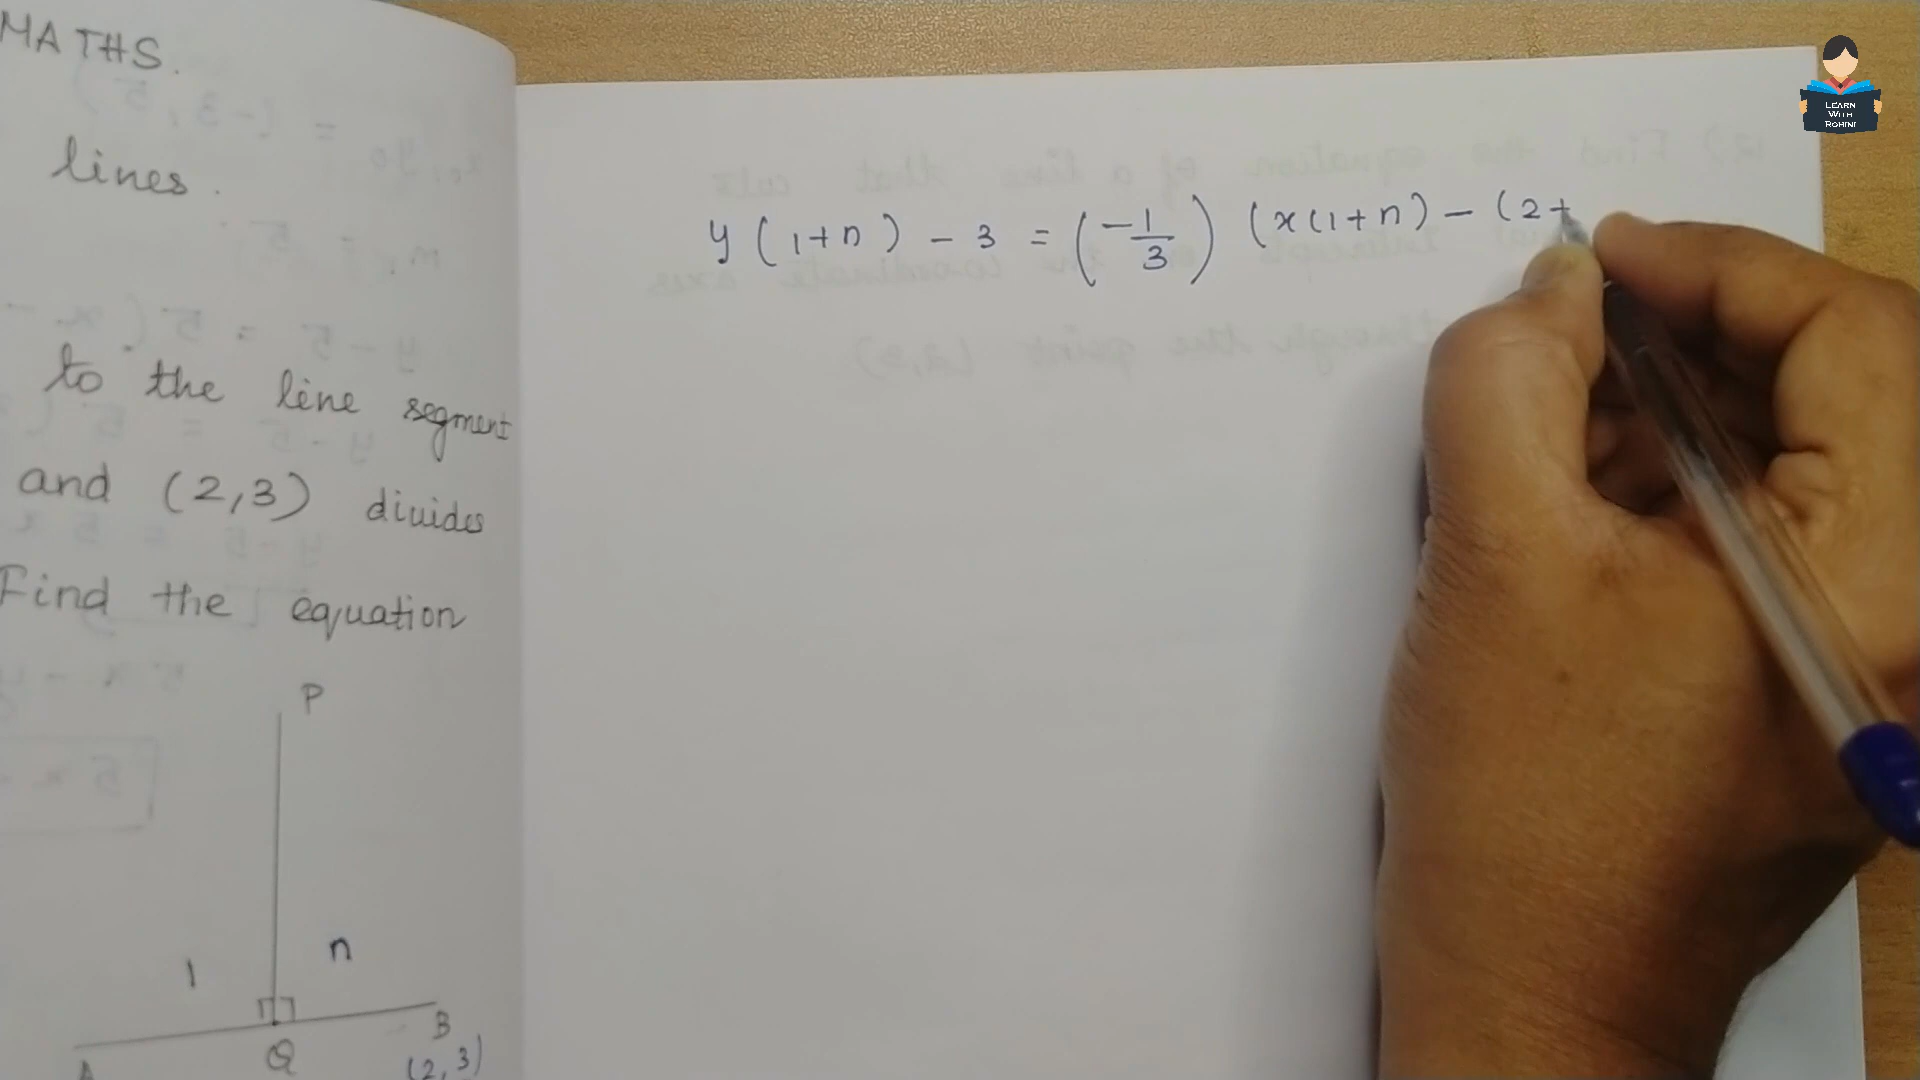 MATHS.
lines.
to the line segment
and (2,3) divides
Find the equation
P
1 n
A Q B
(2,3)
y(1+n) - 3 = (-1/3) (x(1+n) - (2+
LEARN
WITH
ROHINI